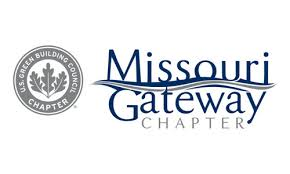 U.S. GREEN BUILDING COUNCIL
CHAPTER
Missouri
Gateway
CHAPTER